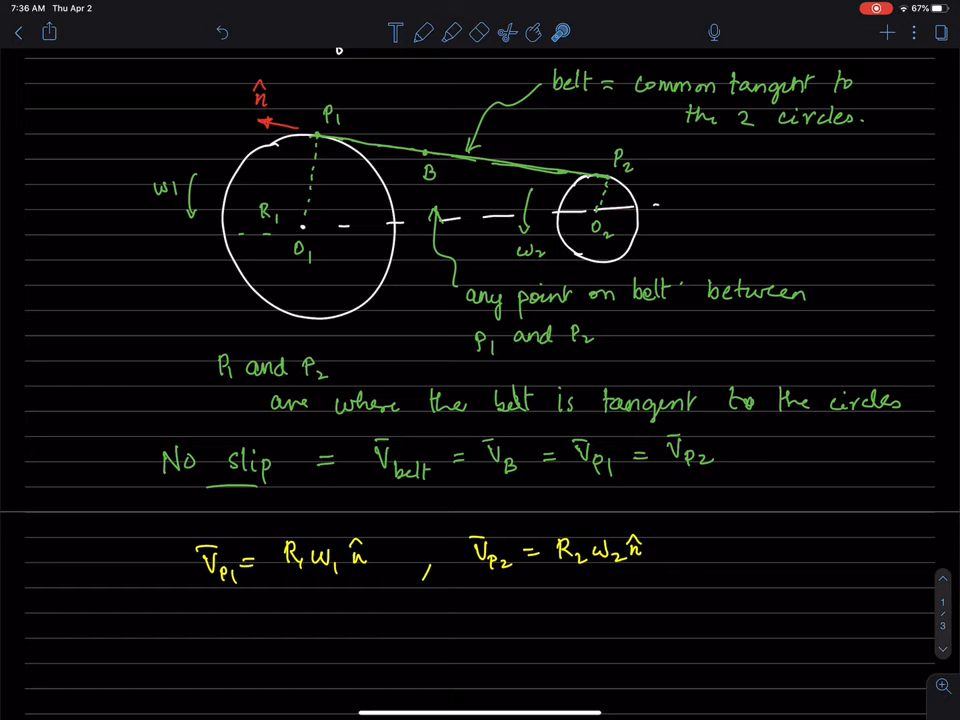 7:36 AM Thu Apr 2
67%
belt = common tangent to
the 2 circles.
n̂
P₁
B
P₂
ω1
R₁
O₁
ω₂
O₂
any point on belt between
P₁ and P₂
P₁ and P₂
are where the belt is tangent to the circles
No slip = V̄belt = V̄B = V̄P₁ = V̄P₂
V̄P₁ = R₁ω₁ n̂ , V̄P₂ = R₂ω₂ n̂
1
/
3